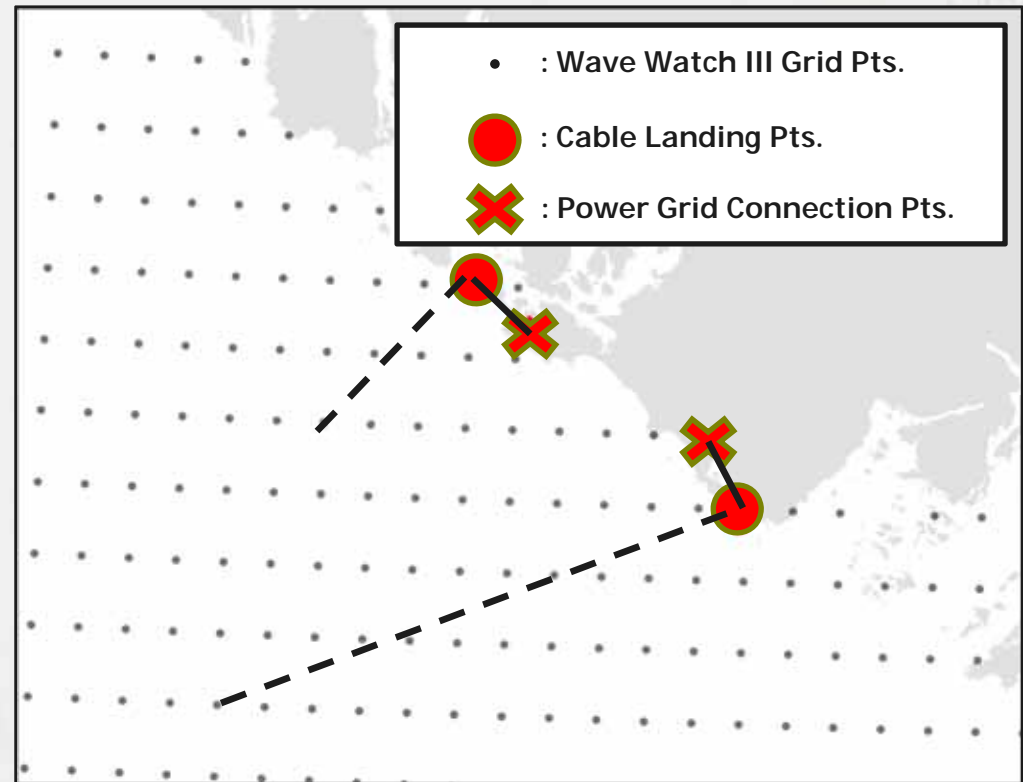 : Wave Watch III Grid Pts.
: Cable Landing Pts.
: Power Grid Connection Pts.